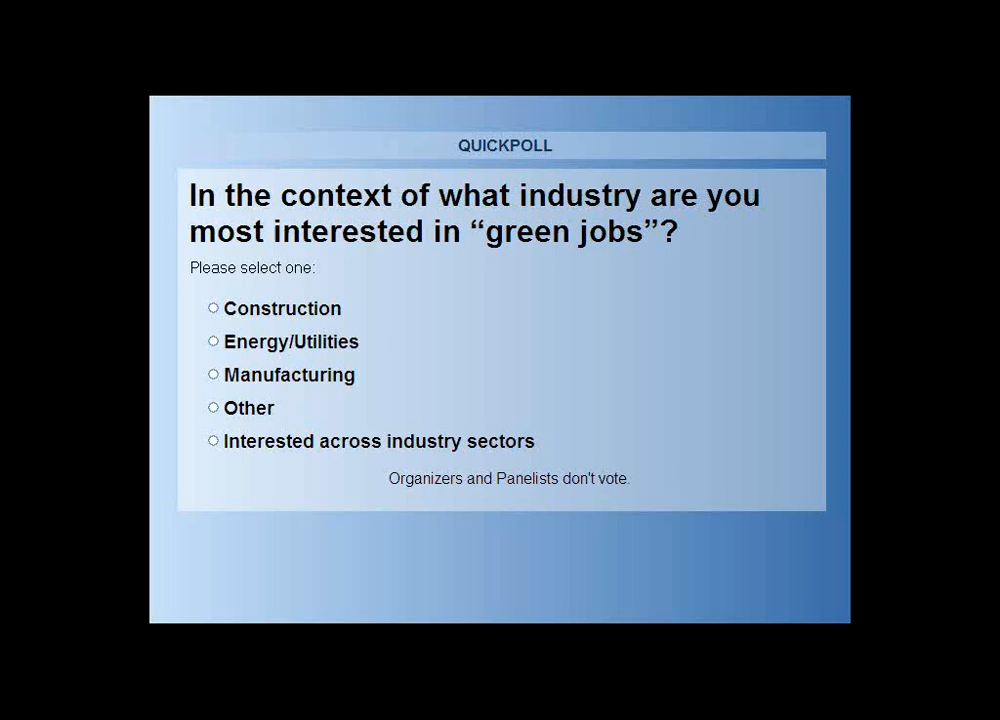 QUICKPOLL
In the context of what industry are you
most interested in “green jobs”?
Please select one:
Construction
Energy/Utilities
Manufacturing
Other
Interested across industry sectors
Organizers and Panelists don't vote.